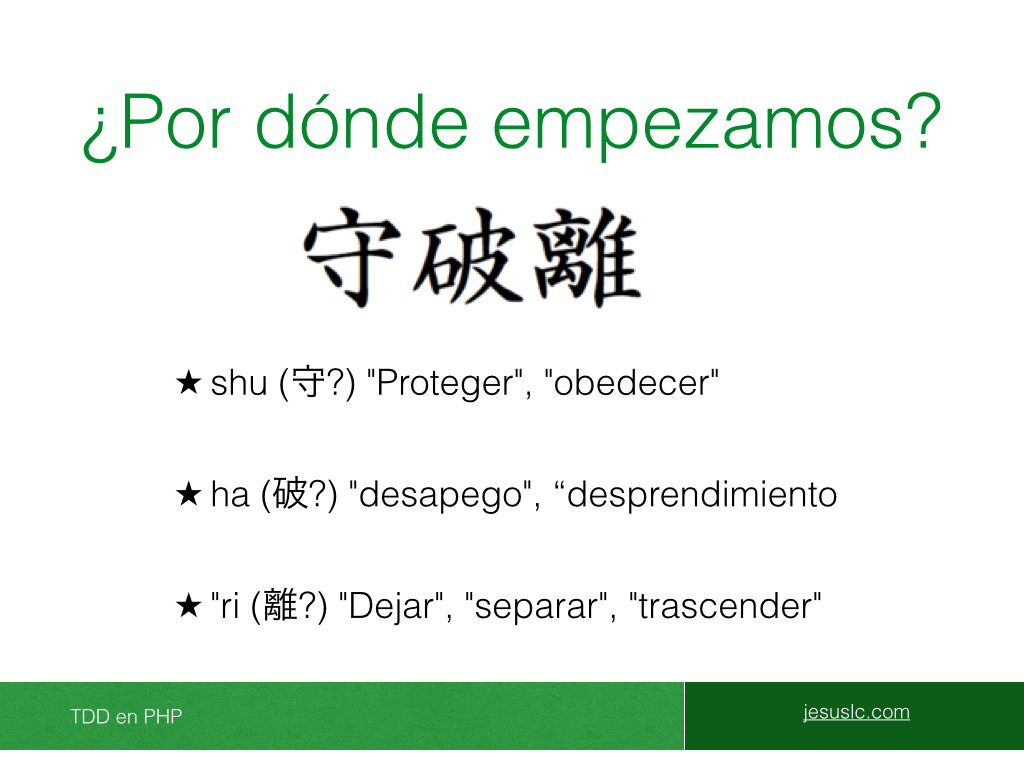 ¿Por dónde empezamos?
守破離
★ shu (守?) "Proteger", "obedecer"
★ ha (破?) "desapego", “desprendimiento
★ "ri (離?) "Dejar", "separar", "trascender"
TDD en PHP
jesuslc.com